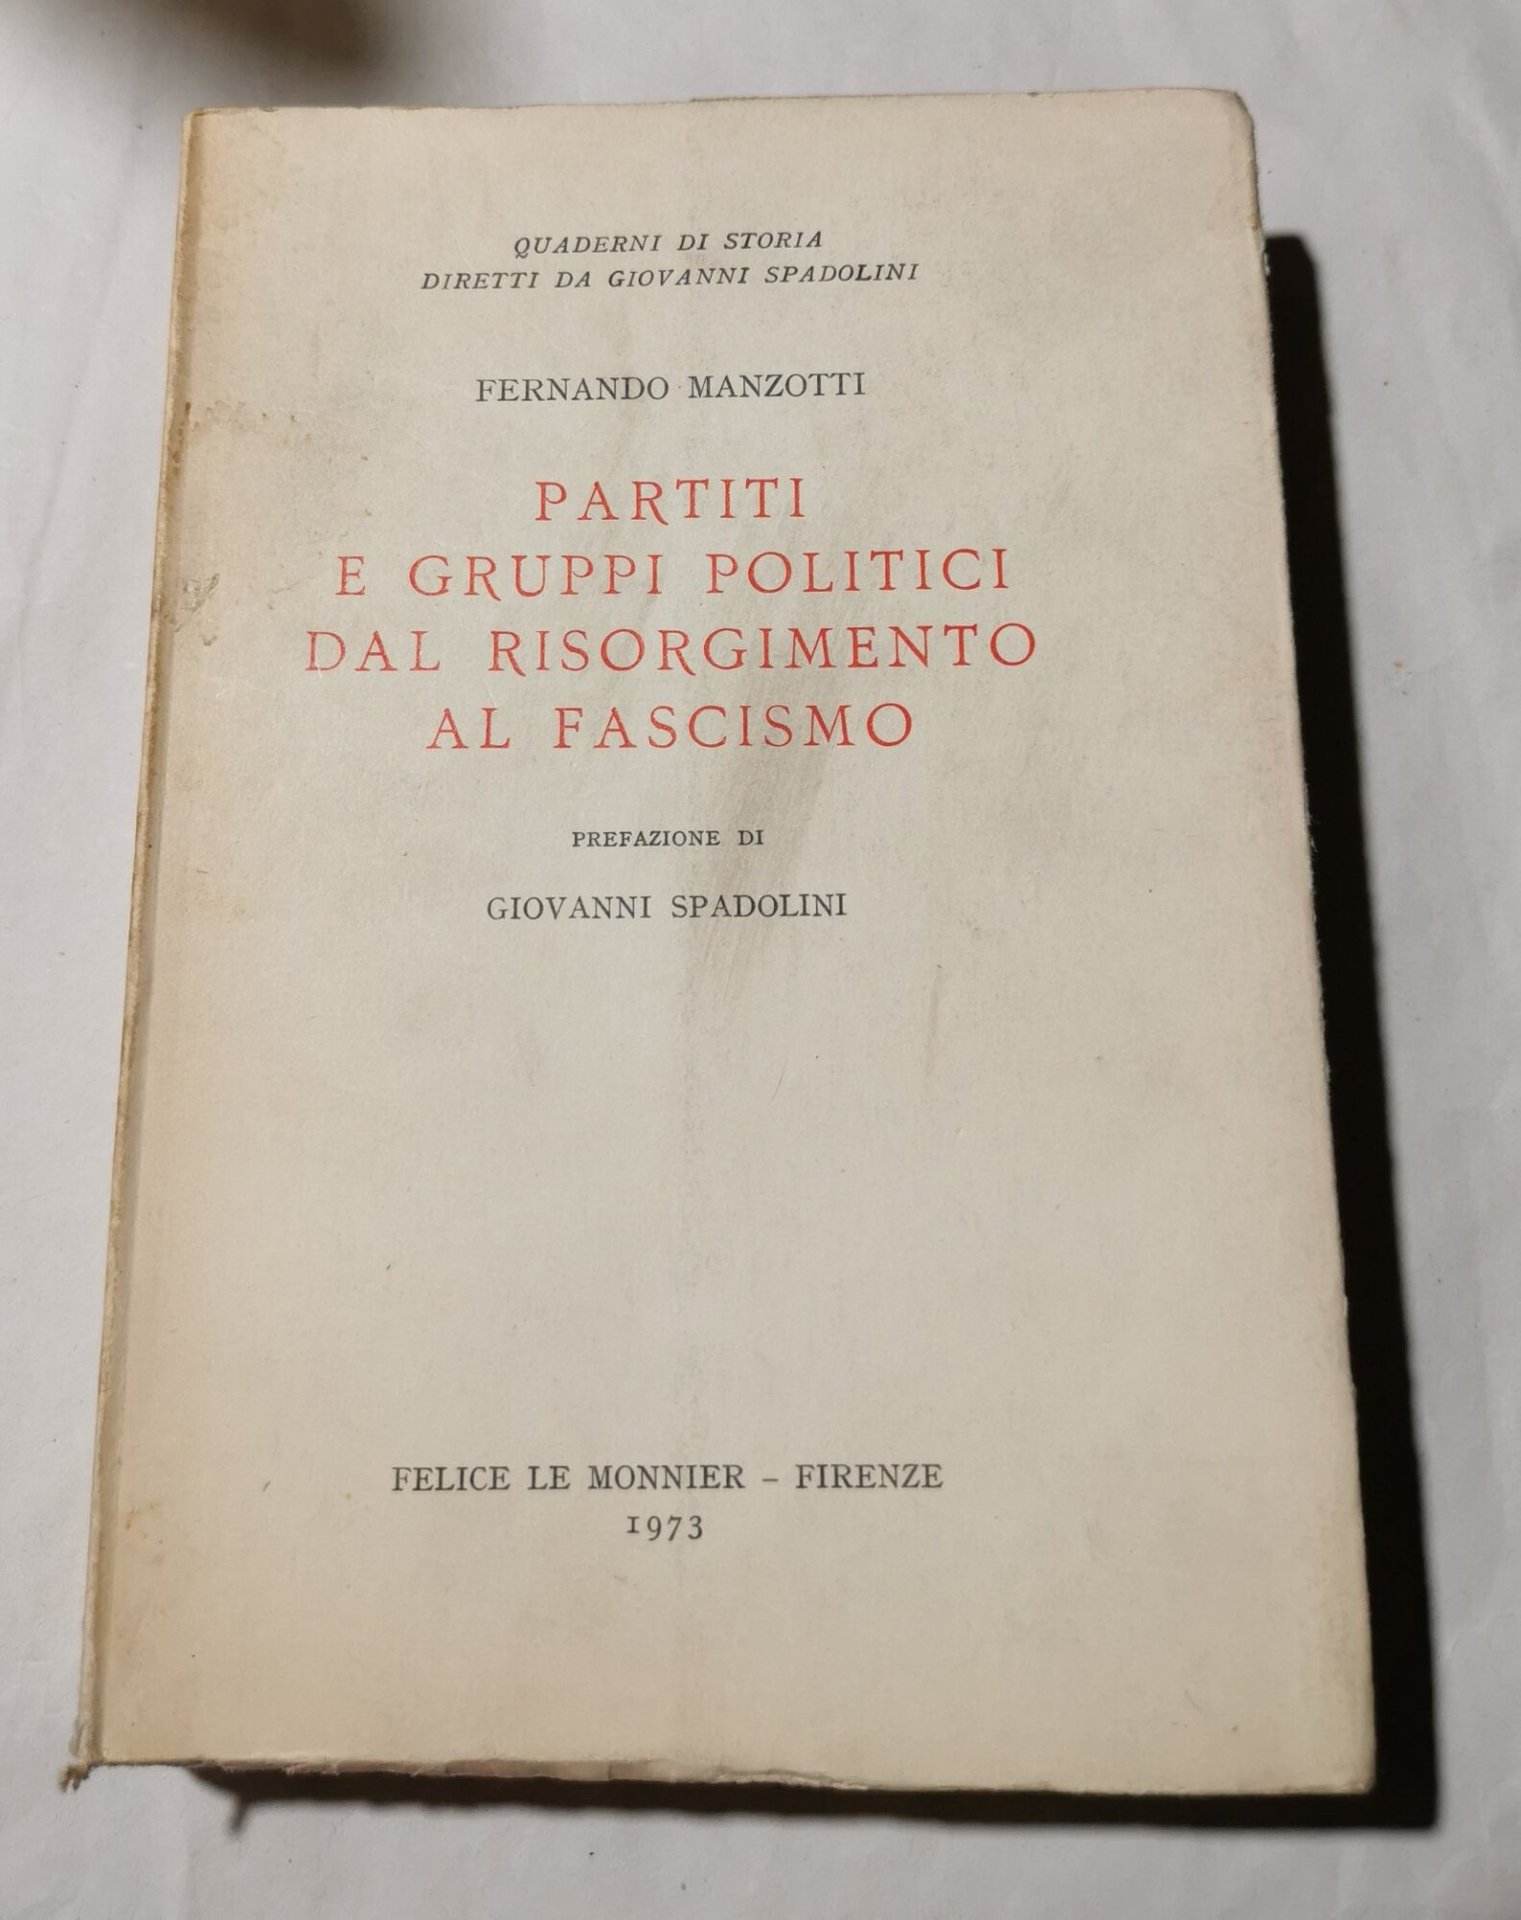 QUADERNI DI STORIA
DIRETTI DA GIOVANNI SPADOLINI
FERNANDO MANZOTTI
PARTITI
E GRUPPI POLITICI
DAL RISORGIMENTO
AL FASCISMO
PREFAZIONE DI
GIOVANNI SPADOLINI
FELICE LE MONNIER – FIRENZE
1973